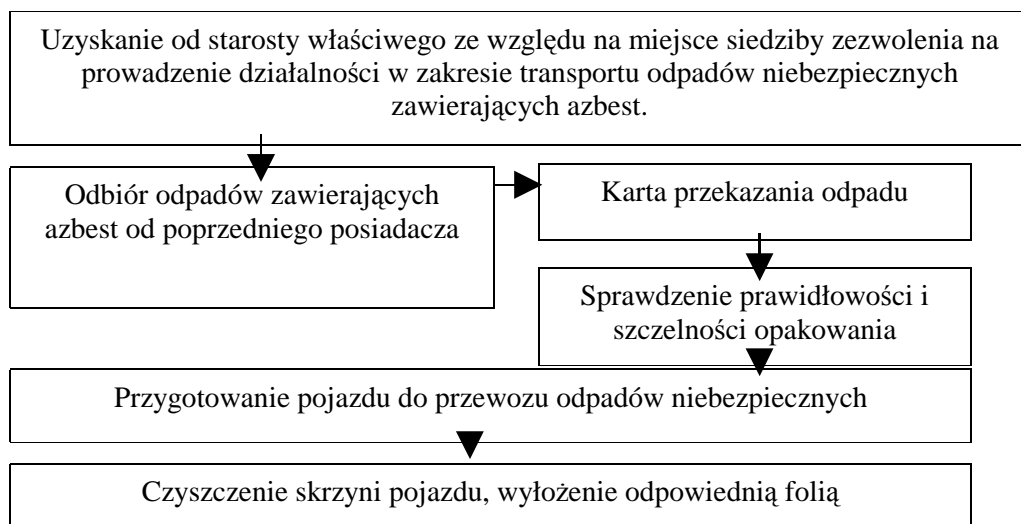 Uzyskanie od starosty właściwego ze względu na miejsce siedziby zezwolenia na
prowadzenie działalności w zakresie transportu odpadów niebezpiecznych
zawierających azbest.
Odbiór odpadów zawierających
azbest od poprzedniego posiadacza
Karta przekazania odpadu
Sprawdzenie prawidłowości i
szczelności opakowania
Przygotowanie pojazdu do przewozu odpadów niebezpiecznych
Czyszczenie skrzyni pojazdu, wyłożenie odpowiednią folią